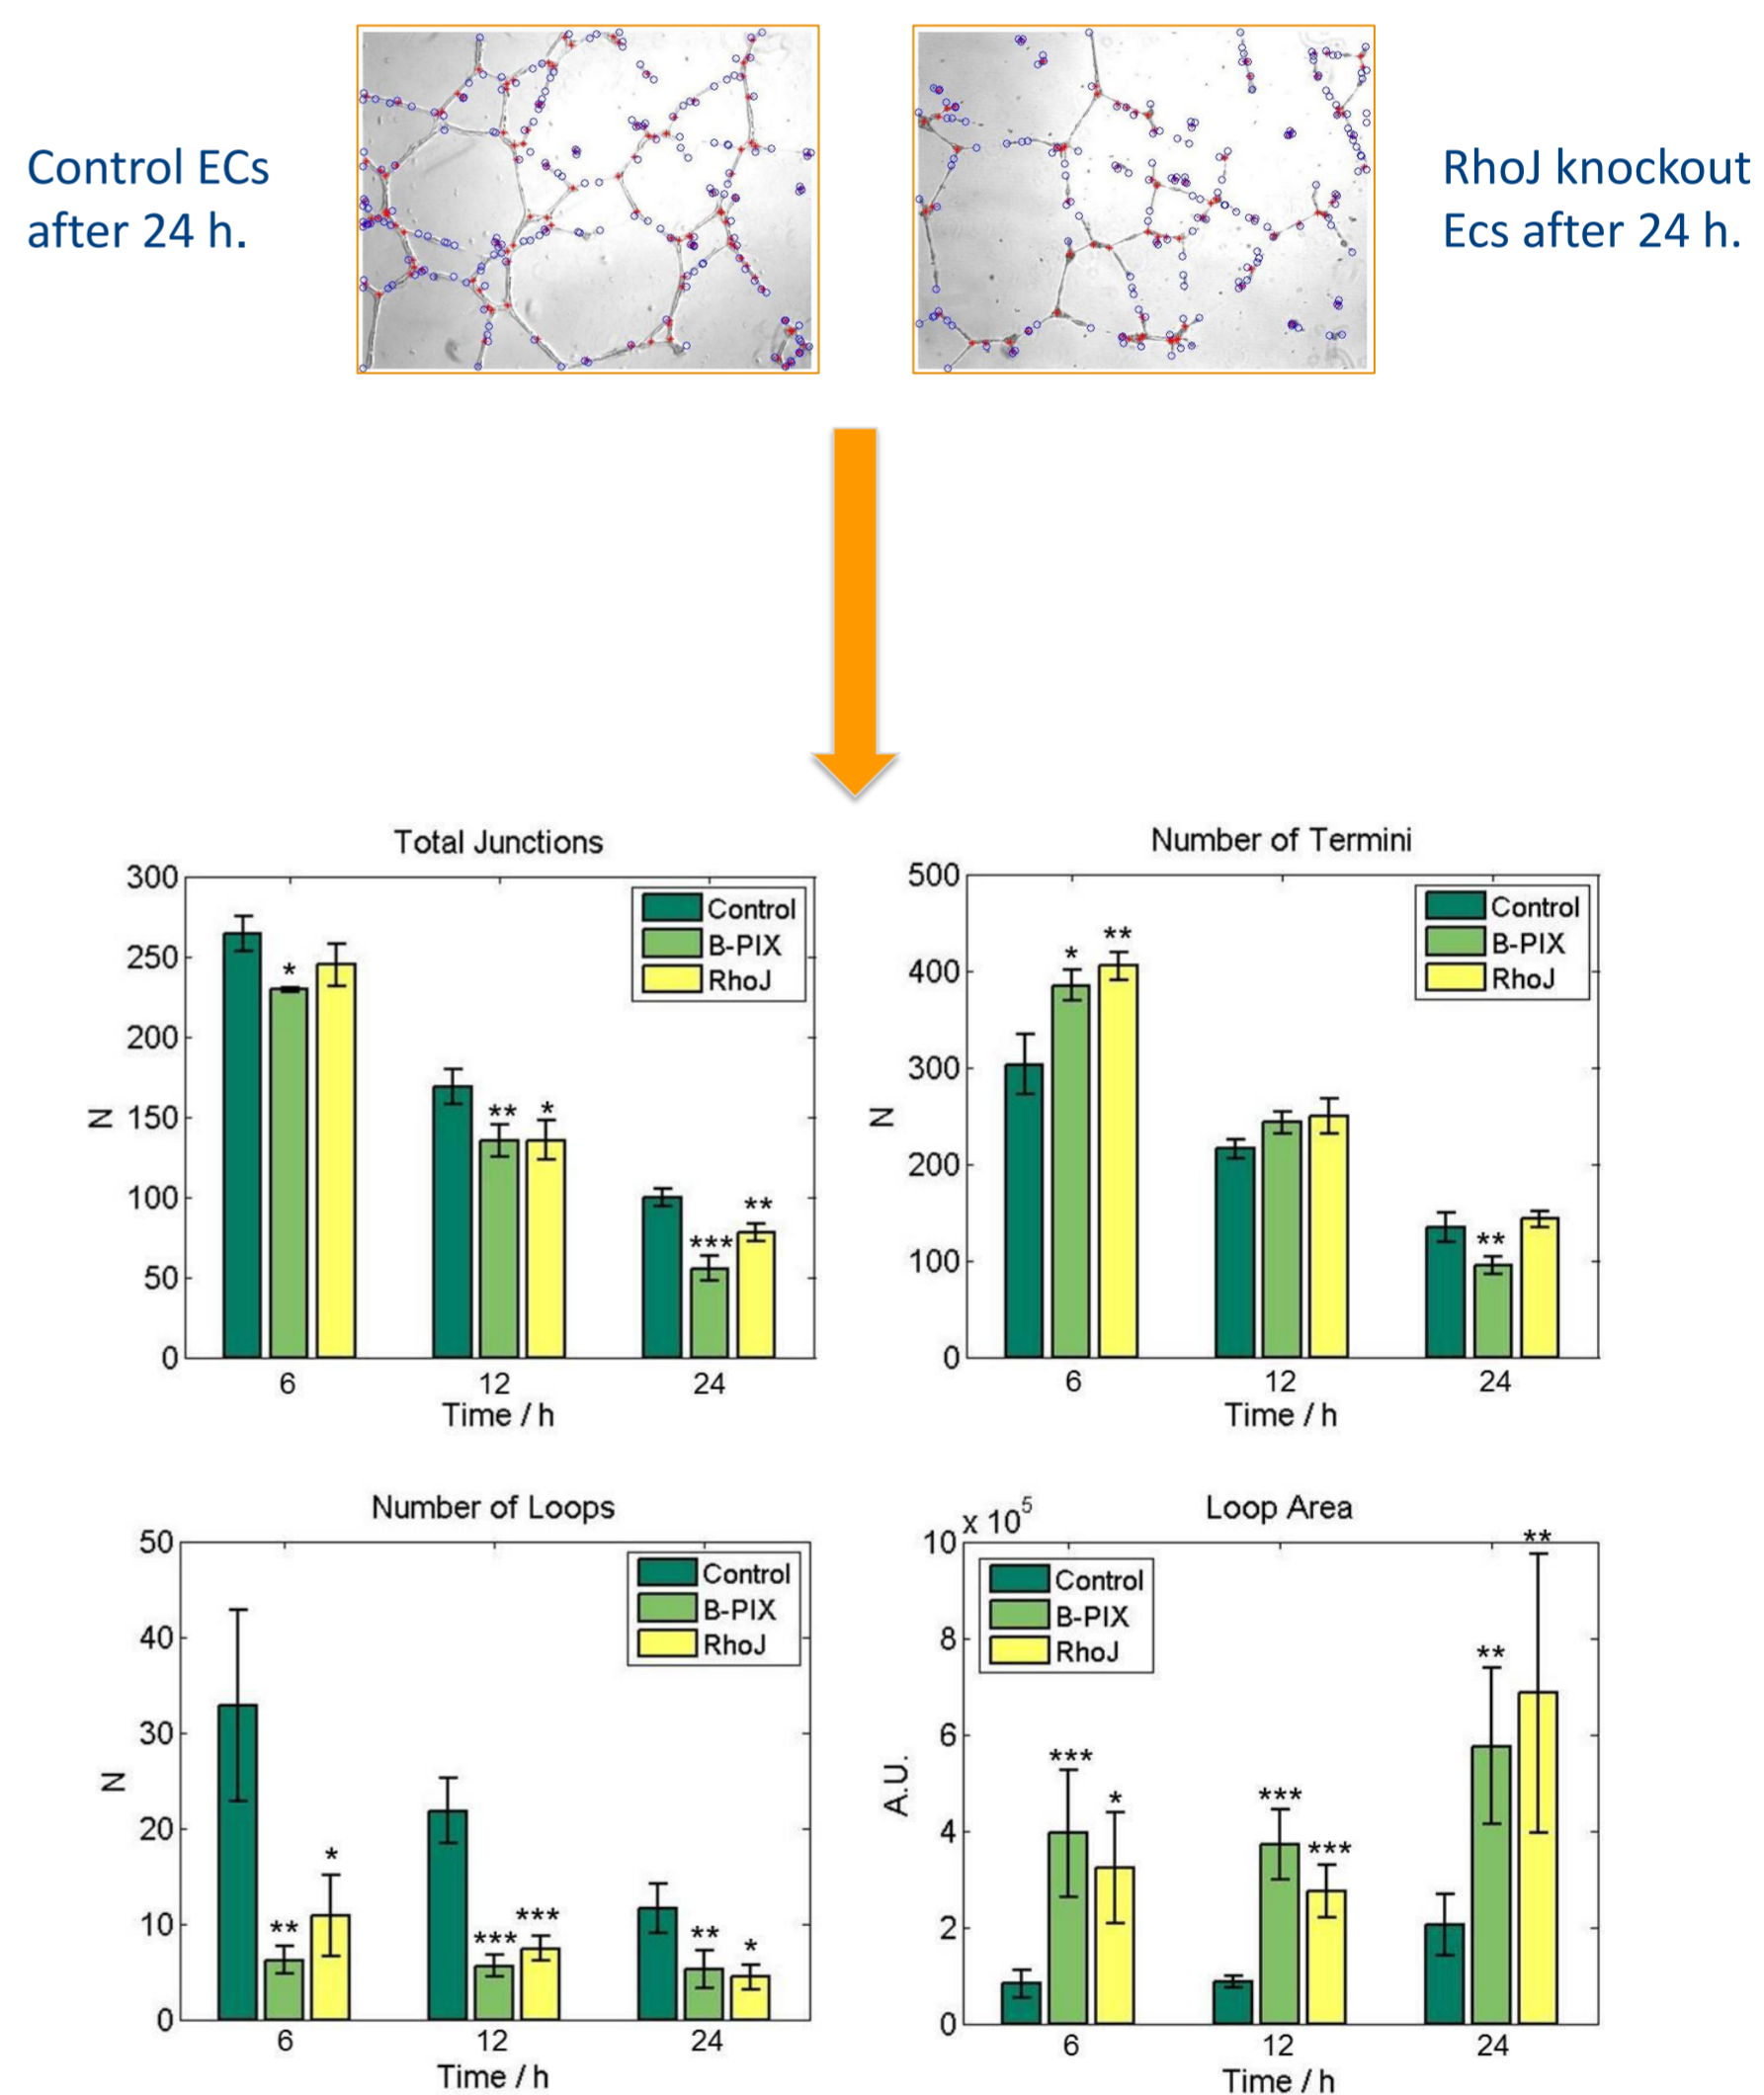 Control ECs
after 24 h.
RhoJ knockout
Ecs after 24 h.
Total Junctions
300
250
200
150
100
50
0
N
Control
B-PIX
RhoJ
*
** *
*** **
6 12 24
Time / h
Number of Termini
500
400
300
200
100
0
N
Control
B-PIX
RhoJ
* **
**
6 12 24
Time / h
Number of Loops
50
40
30
20
10
0
N
Control
B-PIX
RhoJ
** *
*** ***
** *
6 12 24
Time / h
Loop Area
x 10^5
10
8
6
4
2
0
A.U.
Control
B-PIX
RhoJ
*** *
*** ***
** **
6 12 24
Time / h